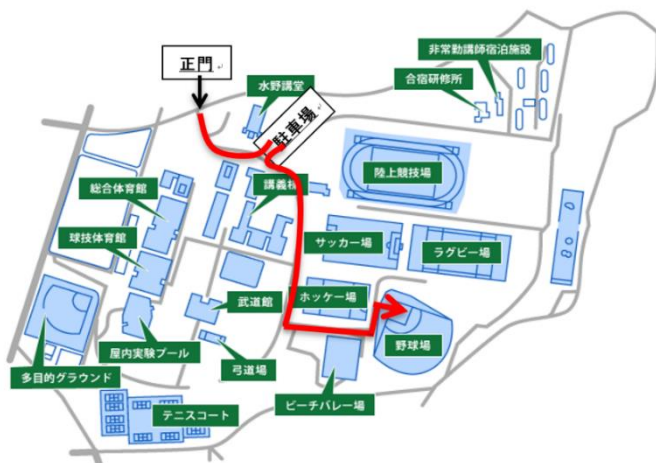 正門
非常勤講師宿泊施設
合宿研修所
水野講堂
駐車場
陸上競技場
総合体育館
講義棟
球技体育館
サッカー場
ラグビー場
武道館
ホッケー場
屋内実験プール
弓道場
野球場
多目的グラウンド
テニスコート
ビーチバレー場